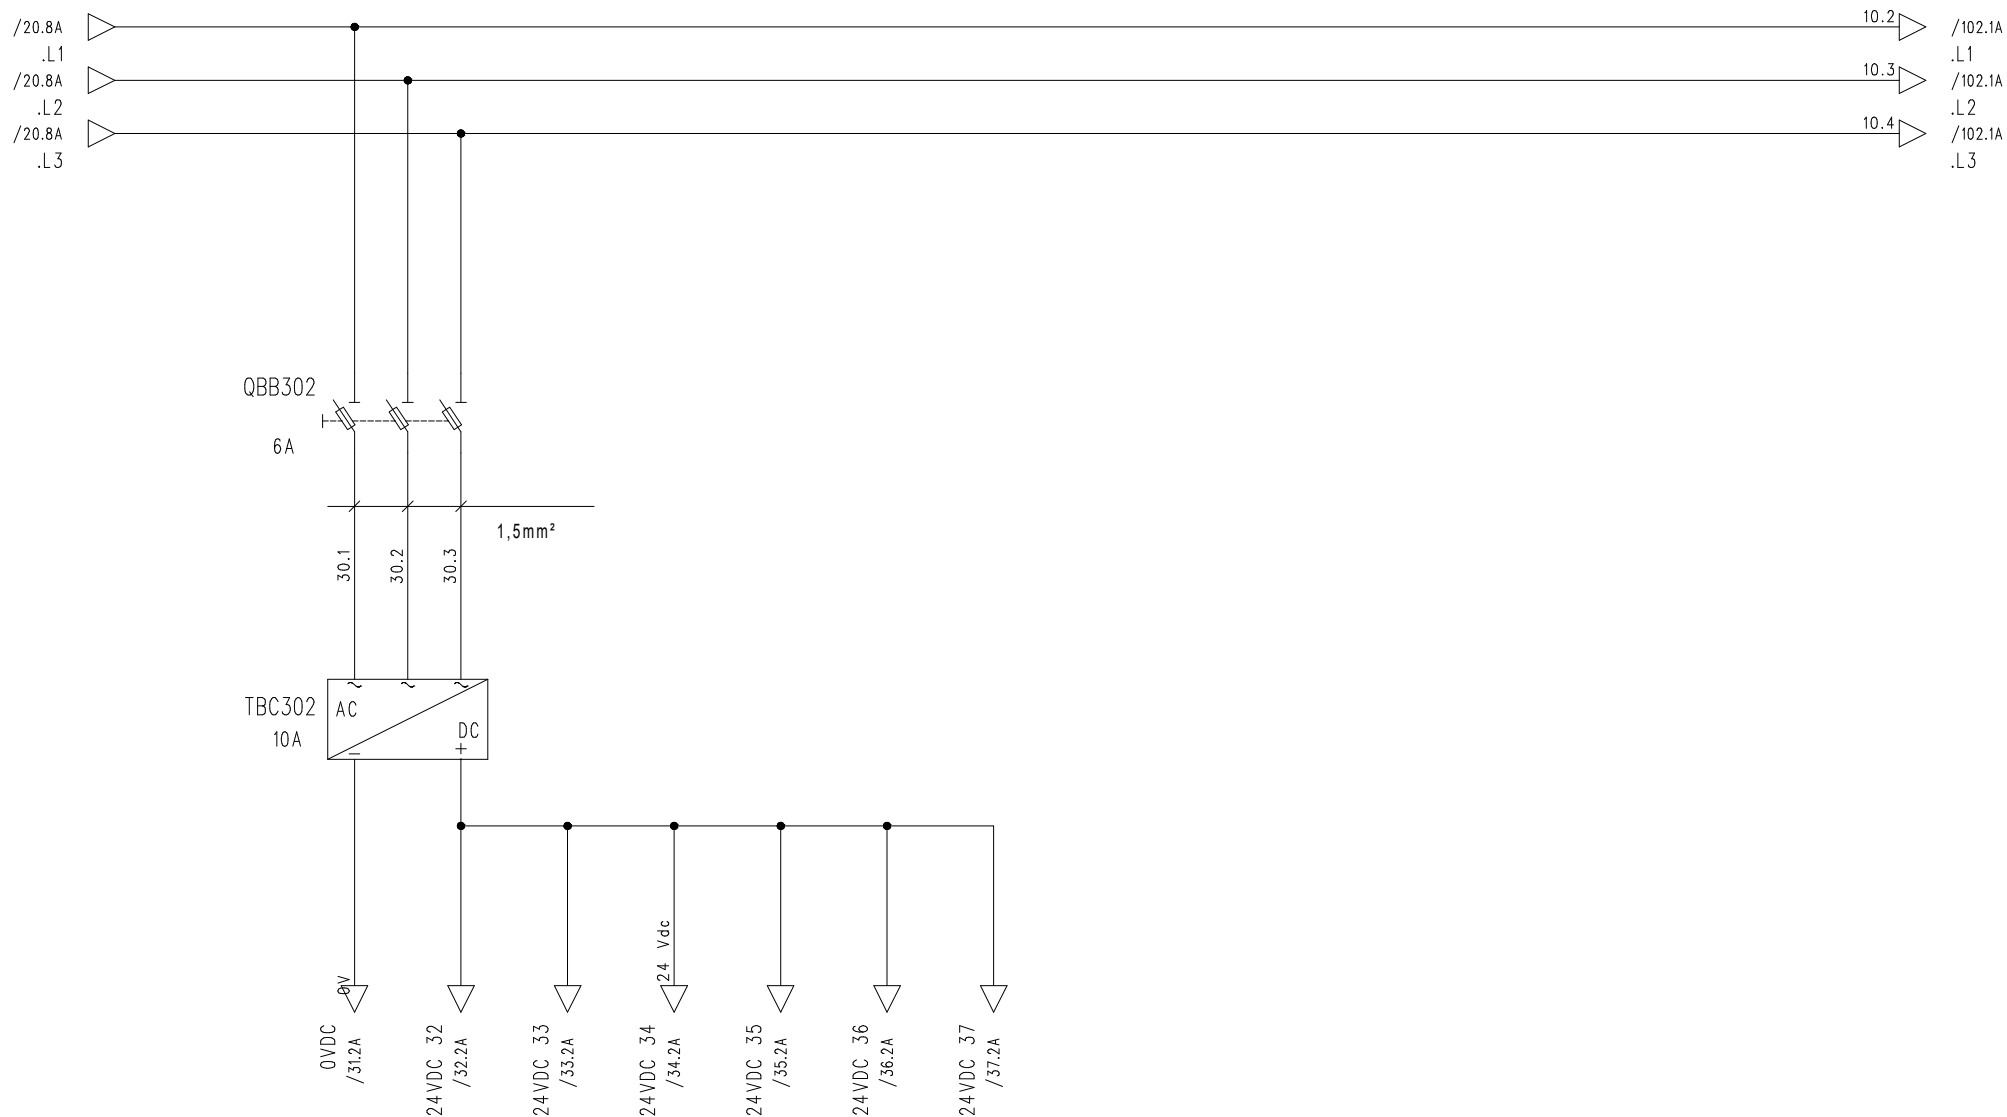 /20.8A
.L1
/20.8A
.L2
/20.8A
.L3
10.2
/102.1A
.L1
10.3
/102.1A
.L2
10.4
/102.1A
.L3
QBB302
6A
1,5mm²
30.1
30.2
30.3
TBC302
10A
AC
DC
+
0V
24 Vdc
0VDC
/31.2A
24VDC 32
/32.2A
24VDC 33
/33.2A
24VDC 34
/34.2A
24VDC 35
/35.2A
24VDC 36
/36.2A
24VDC 37
/37.2A